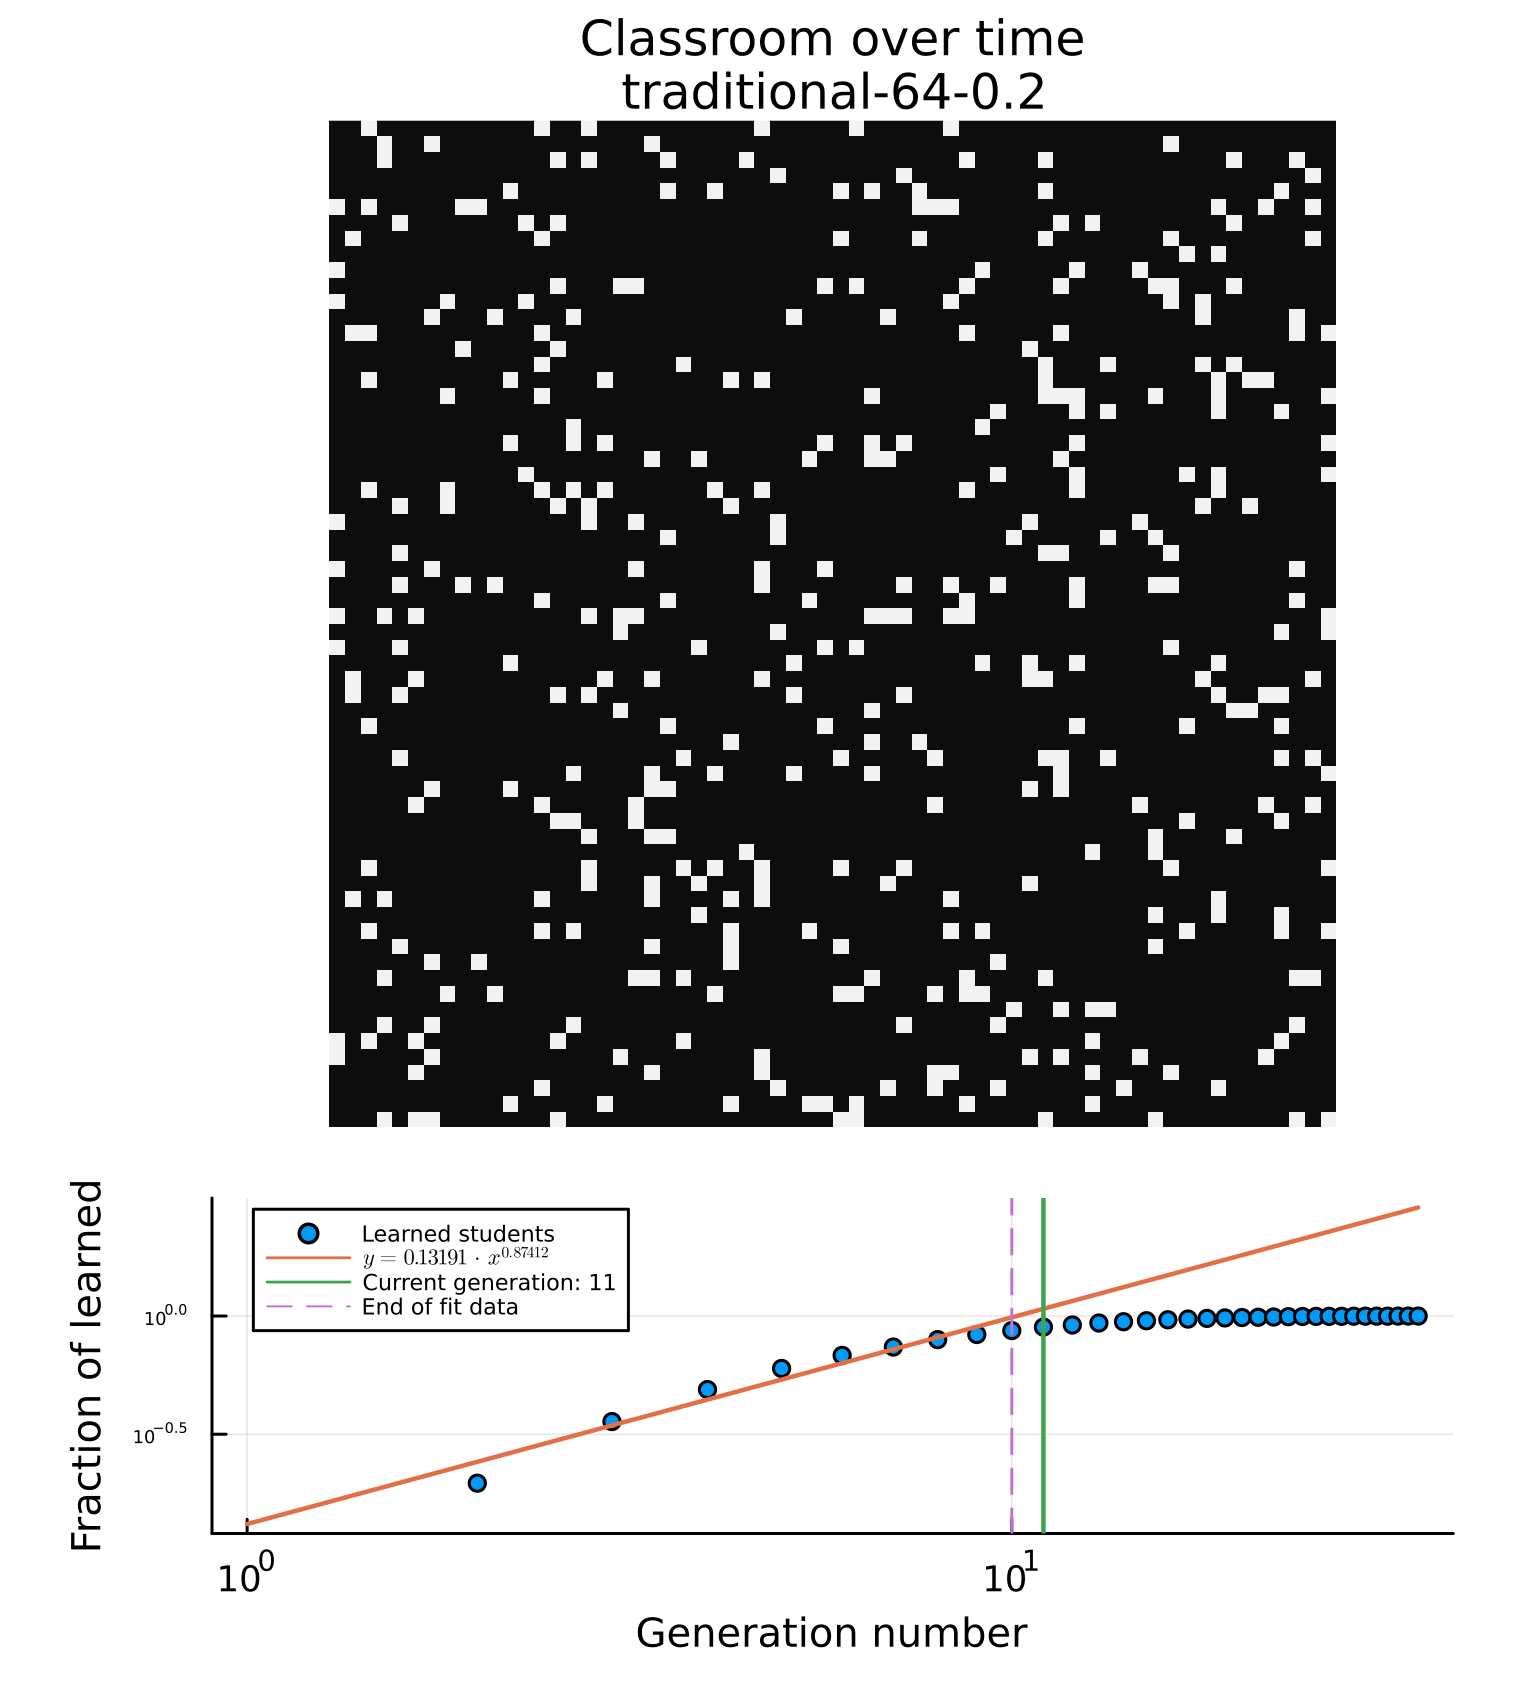 Classroom over time
traditional-64-0.2
Fraction of learned
Learned students
y = 0.13191 · x^0.87412
Current generation: 11
End of fit data
10^0.0
10^−0.5
10^0
10^1
Generation number